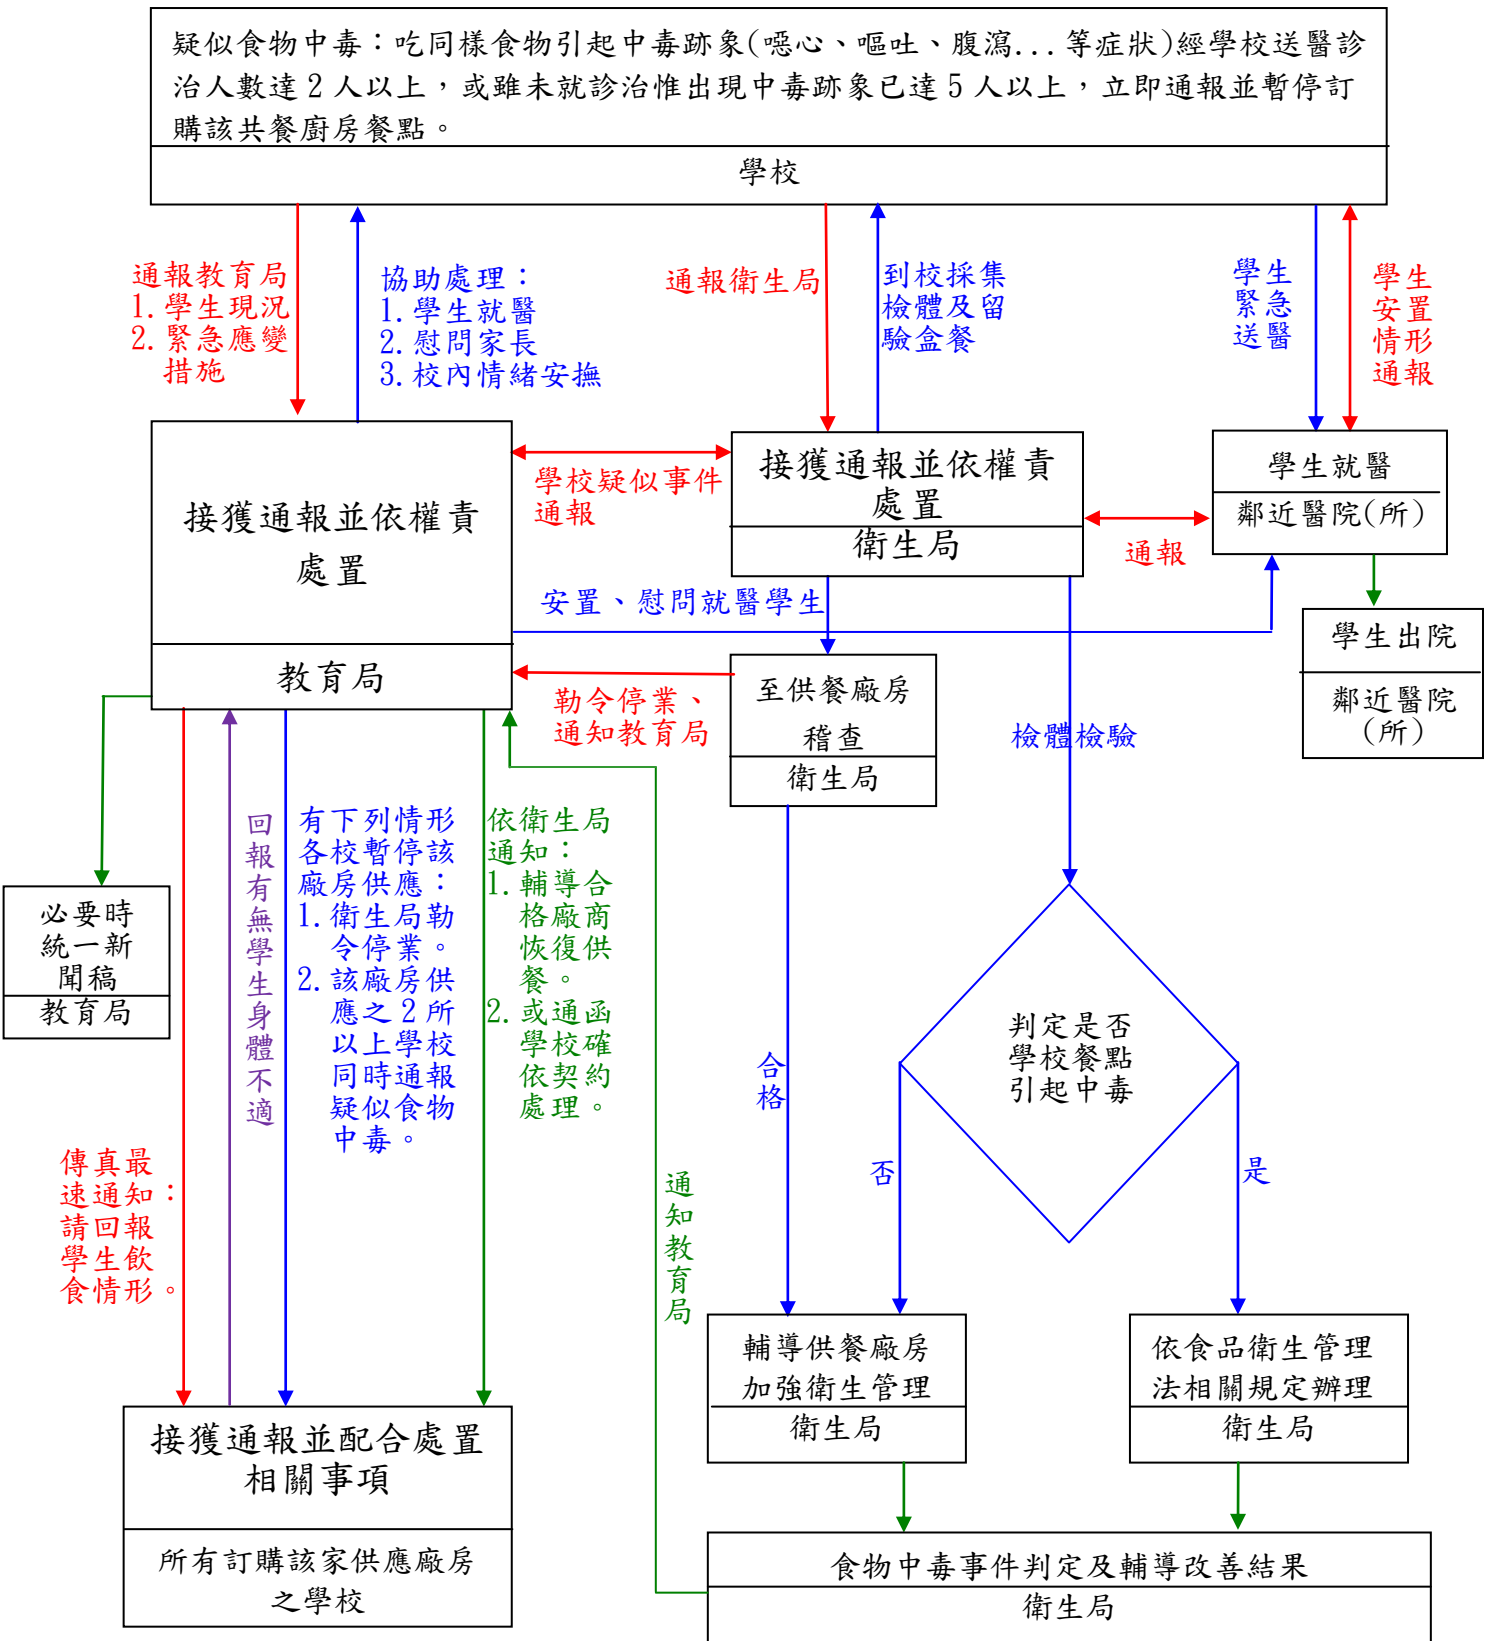 疑似食物中毒：吃同樣食物引起中毒跡象(噁心、嘔吐、腹瀉...等症狀)經學校送醫診
治人數達2人以上，或雖未就診治惟出現中毒跡象已達5人以上，立即通報並暫停訂
購該共餐廚房餐點。
學校
通報教育局
1.學生現況
2.緊急應變
措施
協助處理：
1.學生就醫
2.慰問家長
3.校內情緒安撫
通報衛生局
到校採集
檢體及留
驗盒餐
學生
緊急
送醫
學生
安置
情形
通報
接獲通報並依權責
處置
教育局
學校疑似事件
通報
接獲通報並依權責
處置
衛生局
通報
學生就醫
鄰近醫院(所)
安置、慰問就醫學生
學生出院
鄰近醫院
(所)
勒令停業、
通知教育局
至供餐廠房
稽查
衛生局
檢體檢驗
必要時
統一新
聞稿
教育局
傳真最
速通知：
請回報
學生飲
食情形。
回報有無學生身體不適
有下列情形
各校暫停該
廠房供應：
1.衛生局勒
令停業。
2.該廠房供
應之2所
以上學校
同時通報
疑似食物
中毒。
依衛生局
通知：
1.輔導合
格廠商
恢復供
餐。
2.或通函
學校確
依契約
處理。
通知教育局
合格
判定是否
學校餐點
引起中毒
否
是
輔導供餐廠房
加強衛生管理
衛生局
依食品衛生管理
法相關規定辦理
衛生局
接獲通報並配合處置
相關事項
所有訂購該家供應廠房
之學校
食物中毒事件判定及輔導改善結果
衛生局